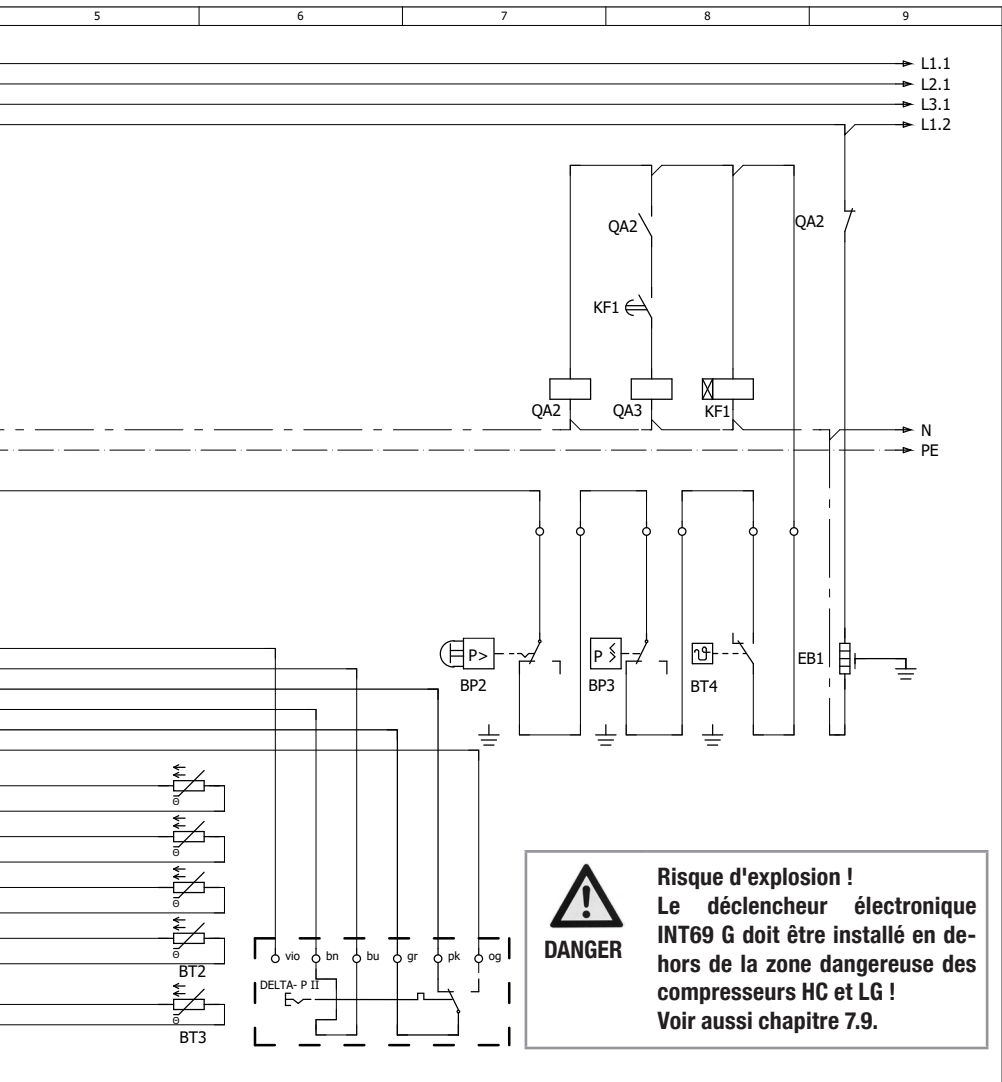 5 6 7 8 9
L1.1
L2.1
L3.1
L1.2
QA2 QA2
KF1
QA2 QA3 KF1
N
PE
P> P EB1
BP2 BP3 BT4
Θ
Θ
Θ
Θ
BT2
Θ
BT3
vio bn bu gr pk og
DELTA- P II
DANGER
Risque d'explosion !
Le déclencheur électronique
INT69 G doit être installé en de-
hors de la zone dangereuse des
compresseurs HC et LG !
Voir aussi chapitre 7.9.